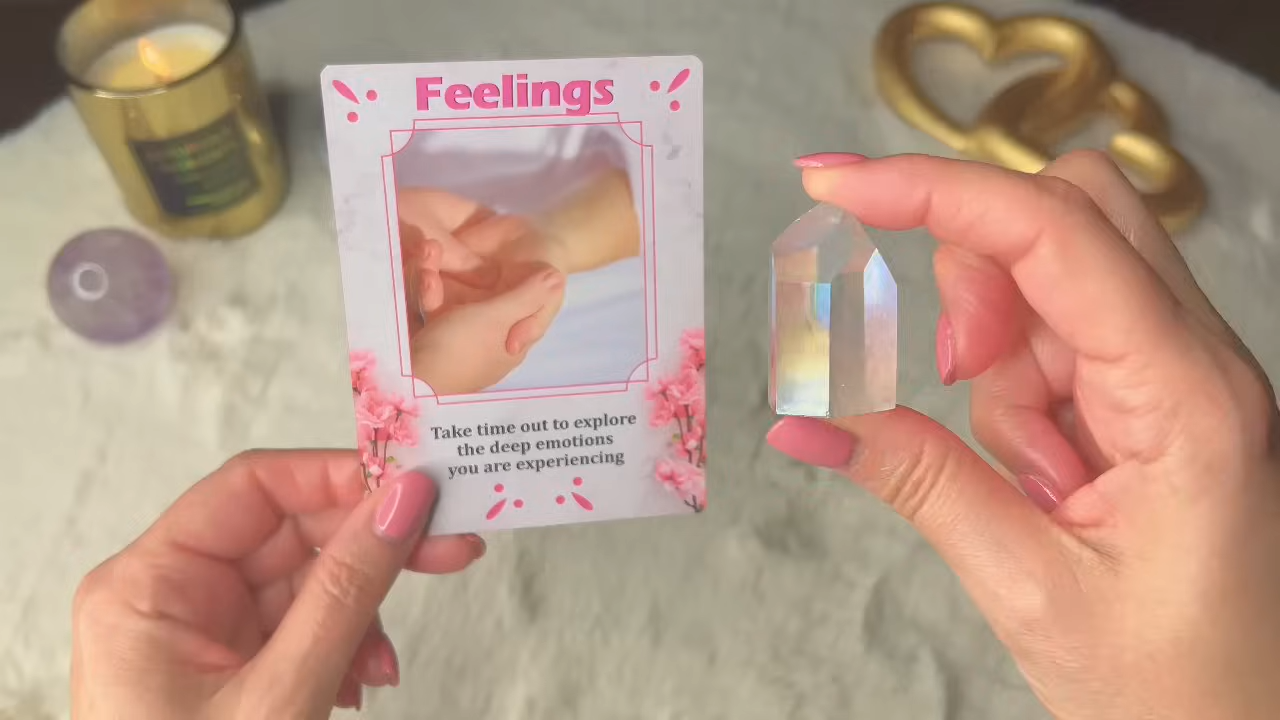 Feelings
Take time out to explore
the deep emotions
you are experiencing